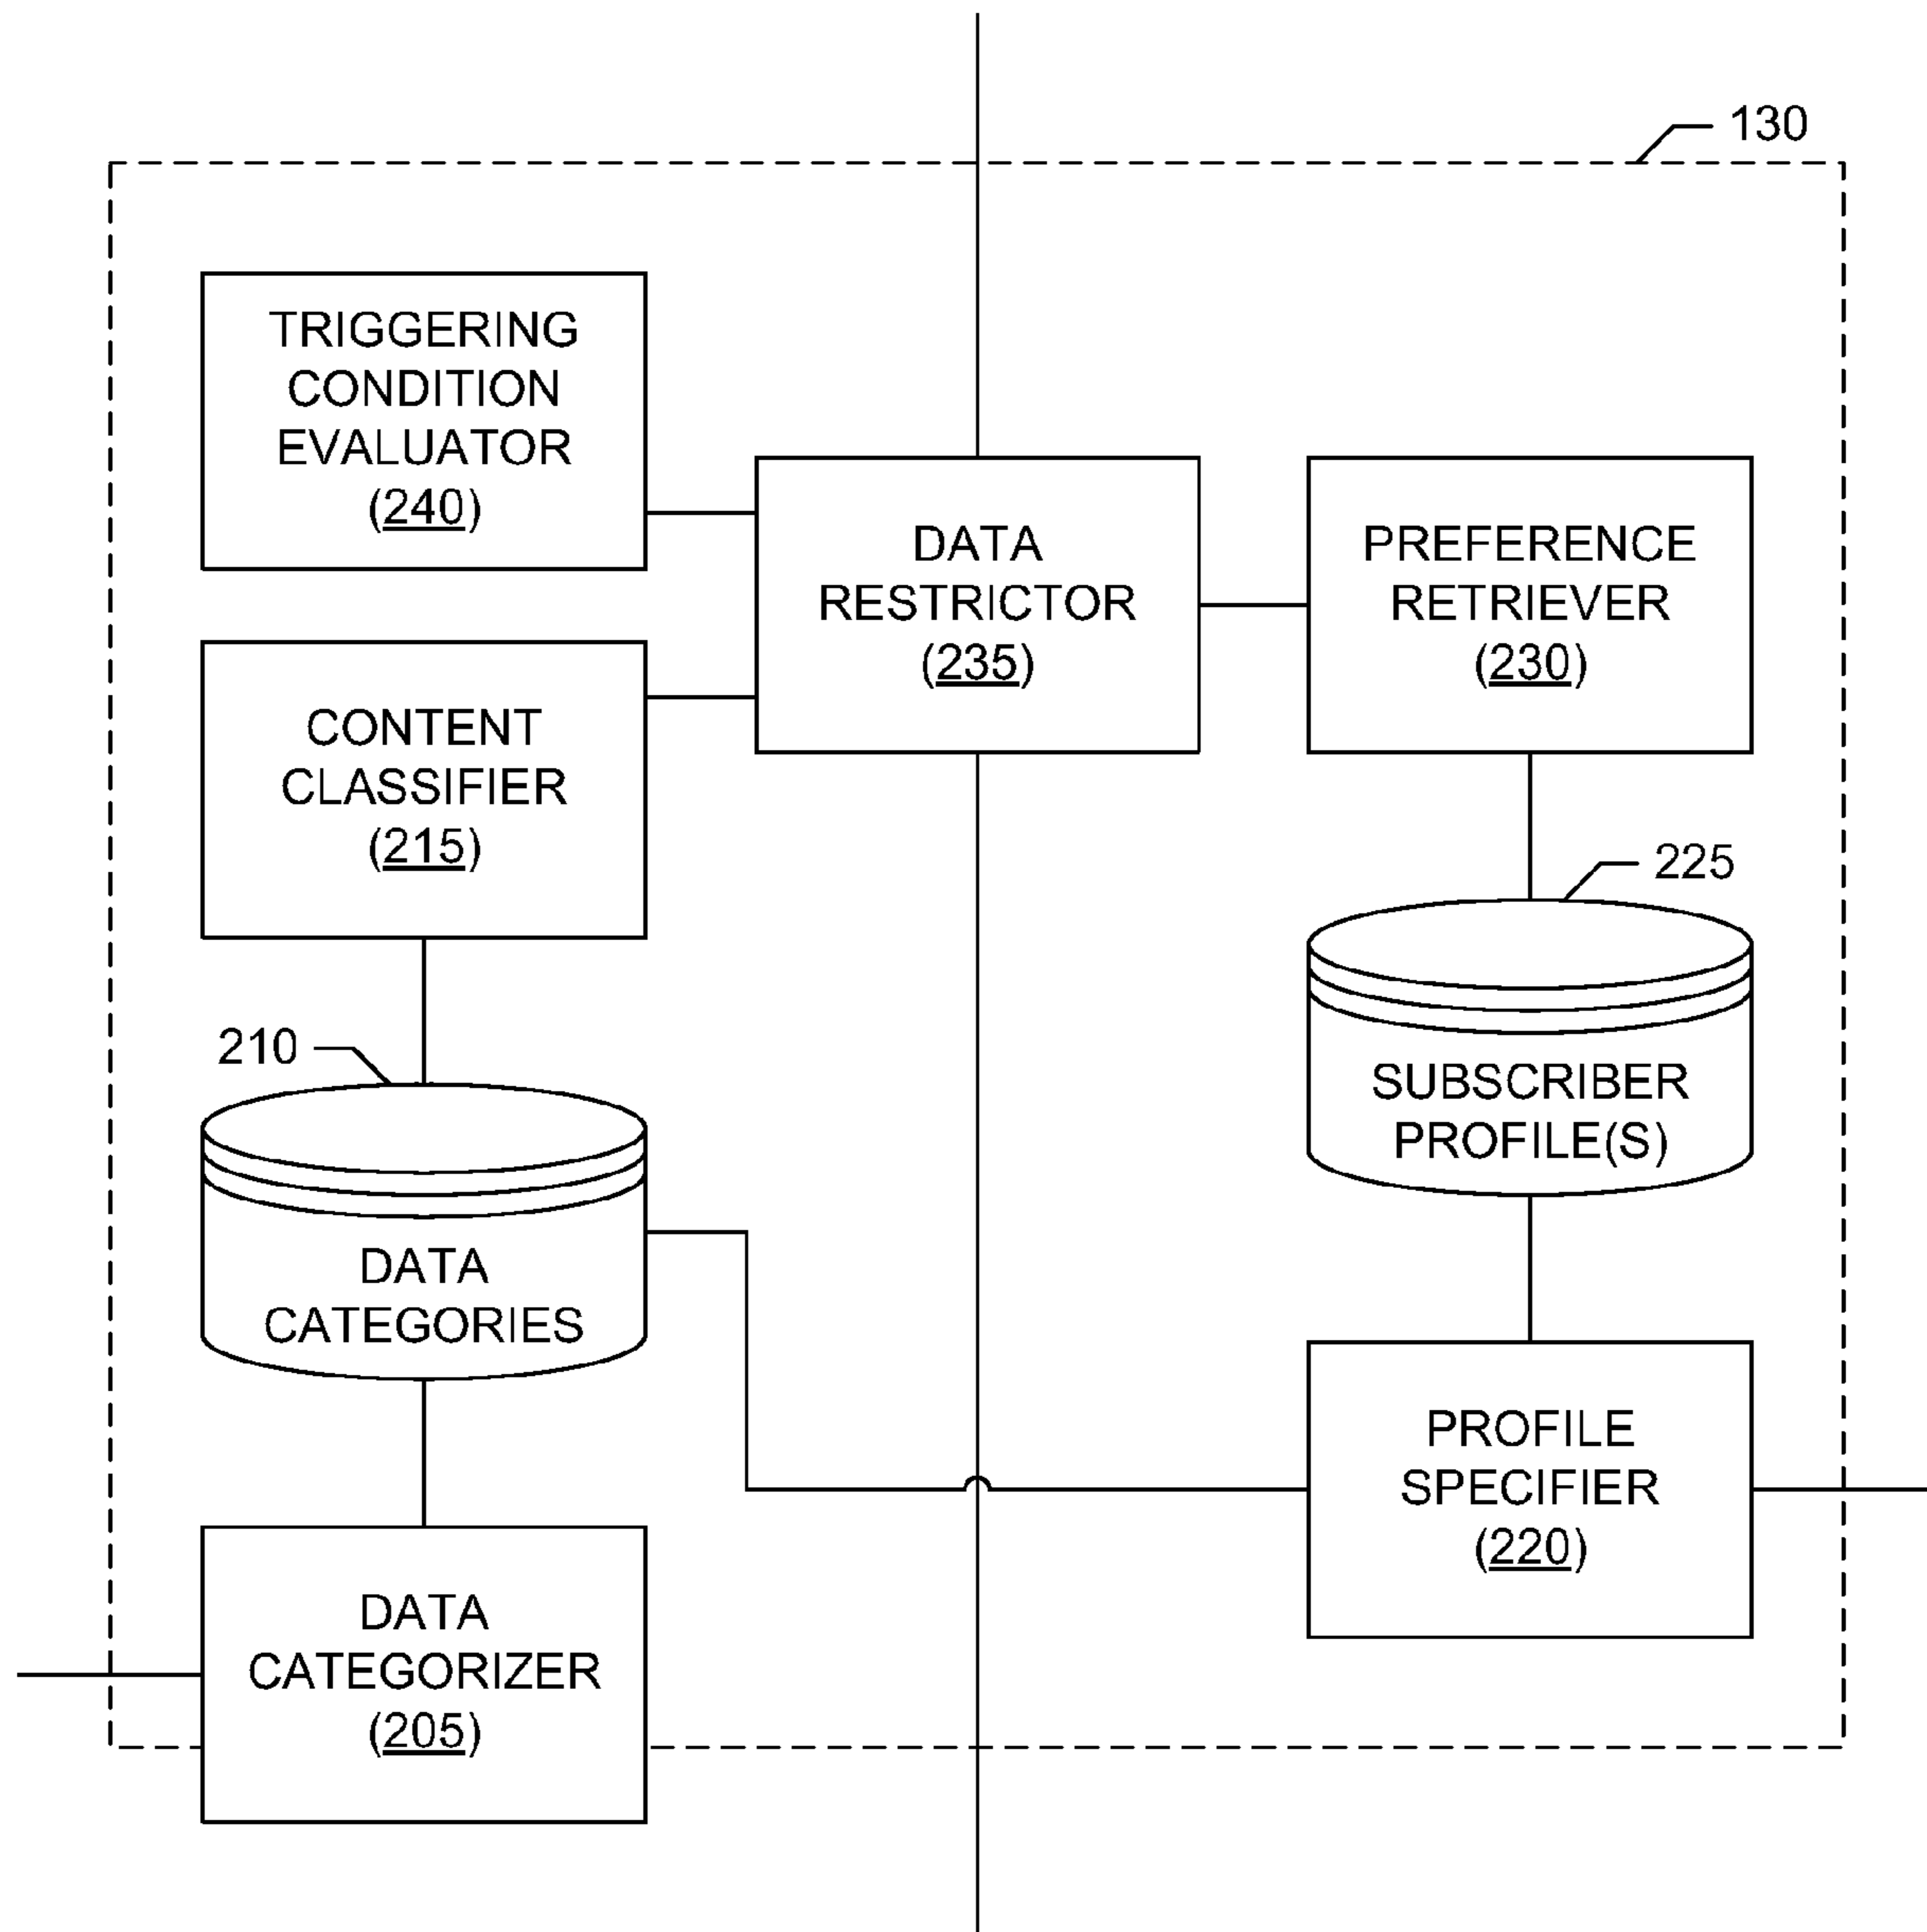 130
TRIGGERING
CONDITION
EVALUATOR
(240)
DATA
RESTRICTOR
(235)
PREFERENCE
RETRIEVER
(230)
CONTENT
CLASSIFIER
(215)
225
SUBSCRIBER
PROFILE(S)
210
DATA
CATEGORIES
PROFILE
SPECIFIER
(220)
DATA
CATEGORIZER
(205)